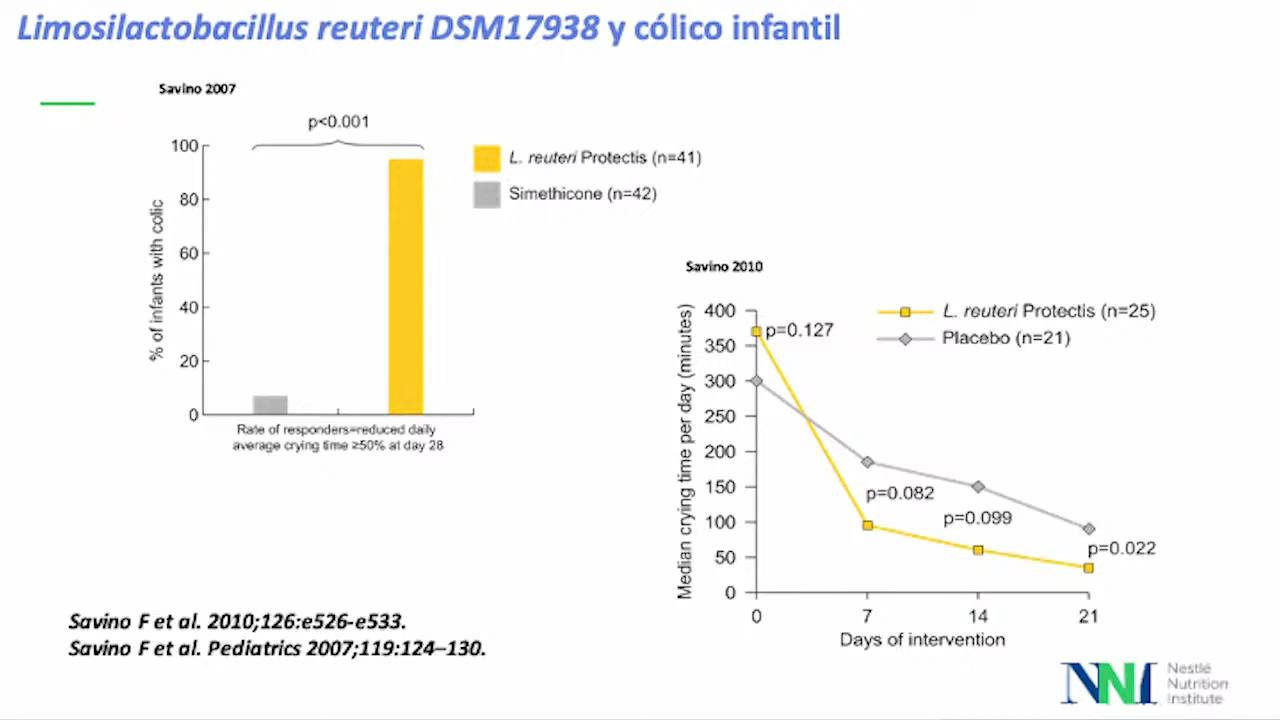 Limosilactobacillus reuteri DSM17938 y cólico infantil
Savino 2007
p<0.001
100
80
60
40
20
0
% of infants with colic
Rate of responders=reduced daily
average crying time ≥50% at day 28
L. reuteri Protectis (n=41)
Simethicone (n=42)
Savino 2010
400
350
300
250
200
150
100
50
0
Median crying time per day (minutes)
p=0.127
p=0.082
p=0.099
p=0.022
L. reuteri Protectis (n=25)
Placebo (n=21)
0 7 14 21
Days of intervention
Savino F et al. 2010;126:e526-e533.
Savino F et al. Pediatrics 2007;119:124–130.
NNI
Nestlé
Nutrition
Institute